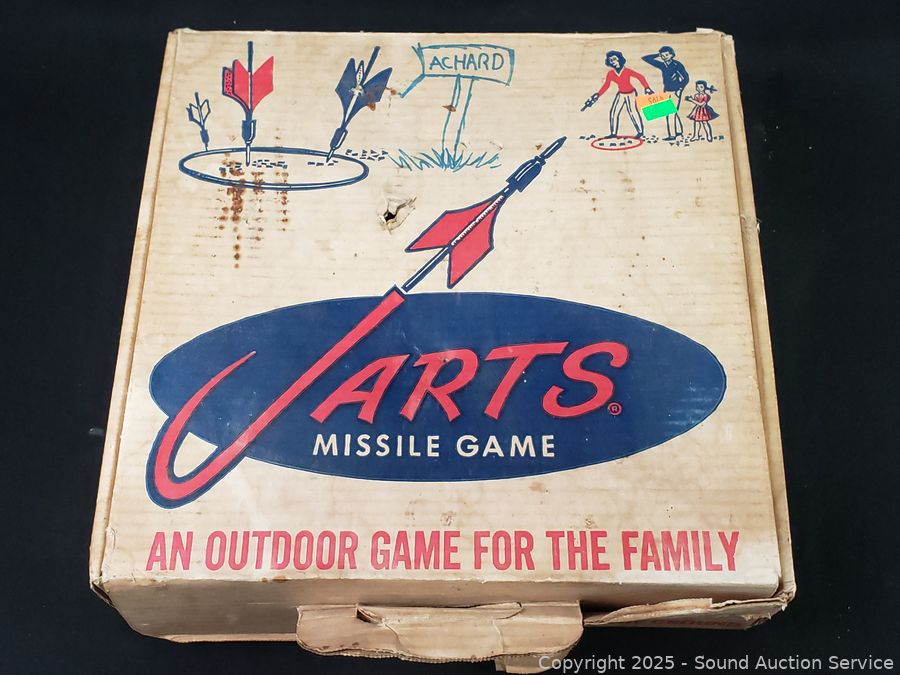 ACHARD
JARTS®
MISSILE GAME
AN OUTDOOR GAME FOR THE FAMILY
Copyright 2025 - Sound Auction Service